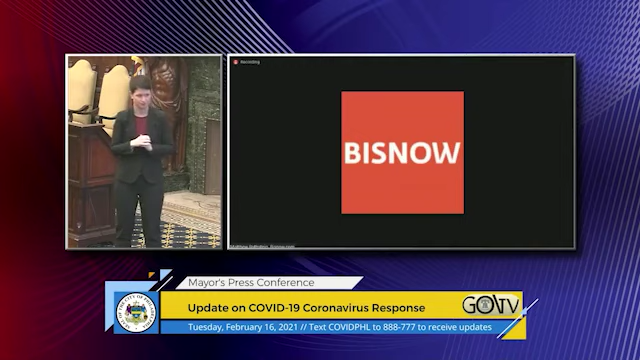 Recording
BISNOW
Mayor's Press Conference
Update on COVID-19 Coronavirus Response
GOVTV
Tuesday, February 16, 2021 // Text COVIDPHL to 888-777 to receive updates